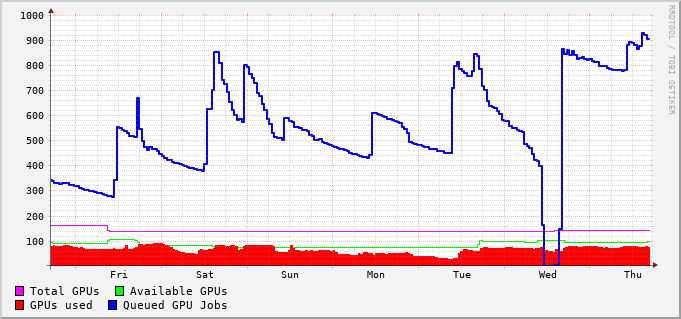 1000
900
800
700
600
500
400
300
200
100
Fri Sat Sun Mon Tue Wed Thu
Total GPUs Available GPUs
GPUs used Queued GPU Jobs
RRDTOOL / TOBI OETIKER